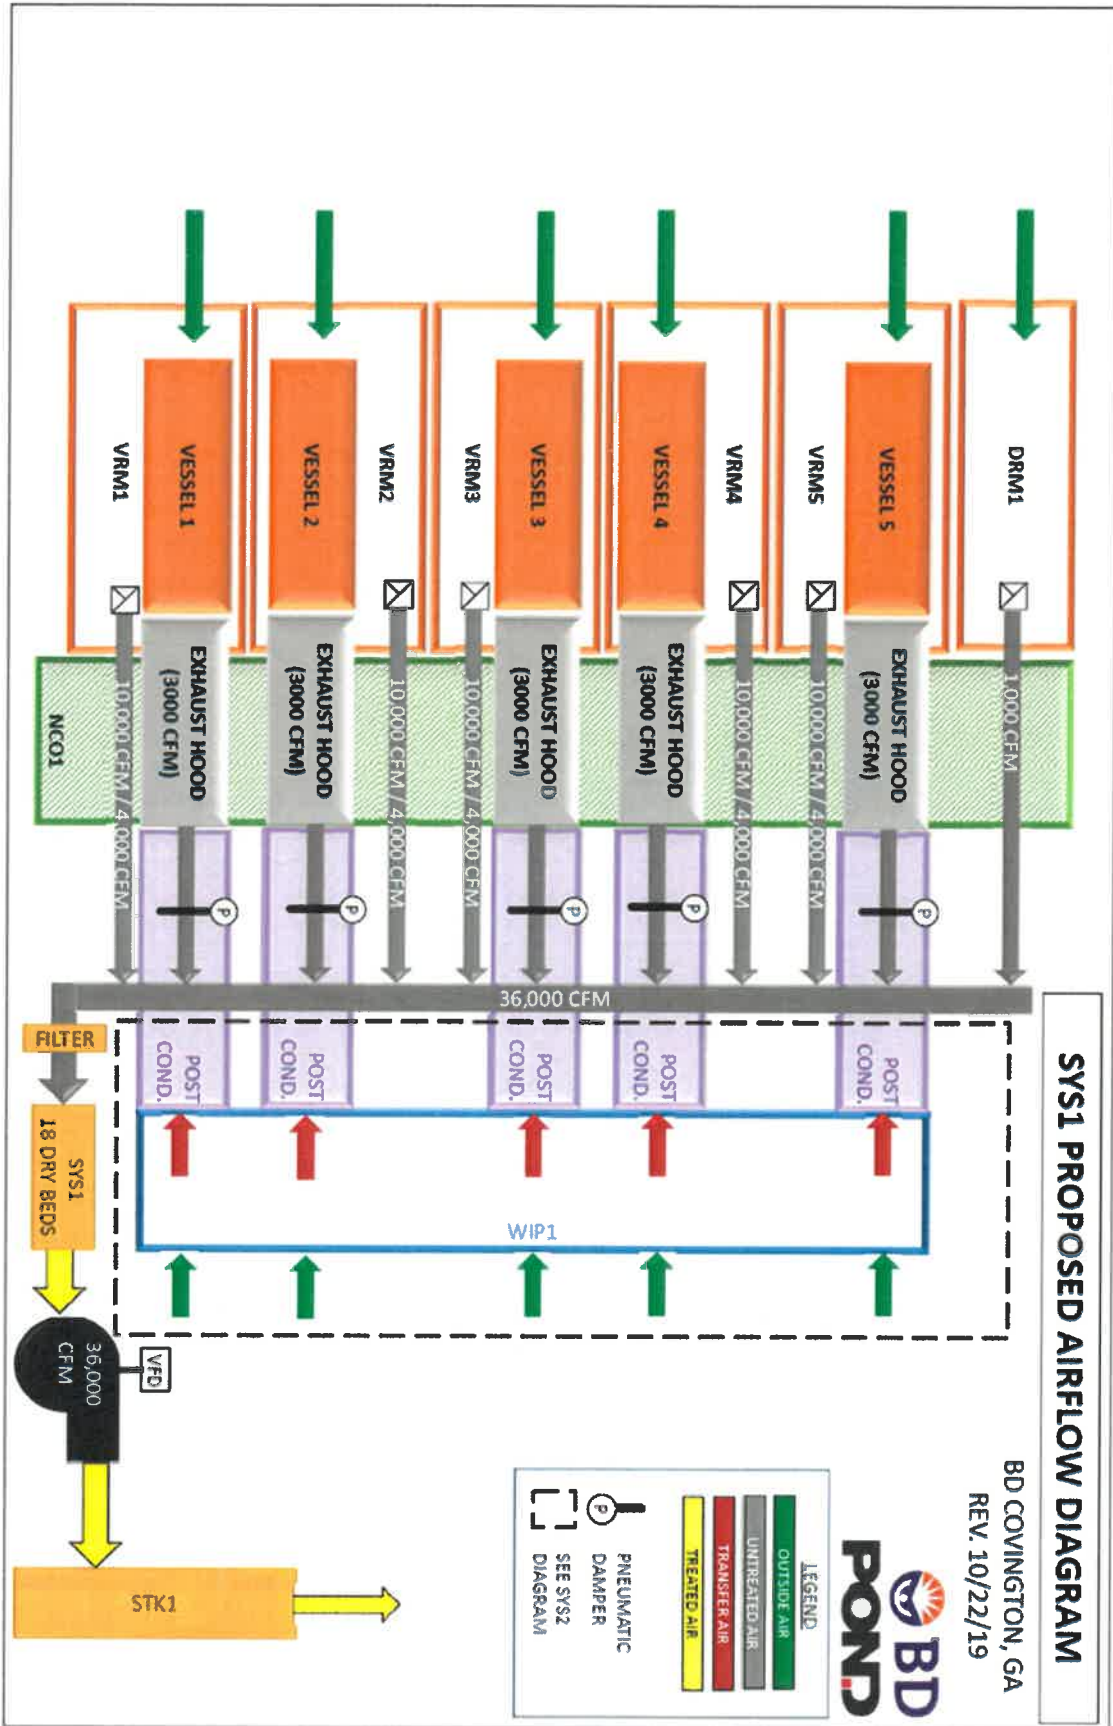 SYS1 PROPOSED AIRFLOW DIAGRAM
BD COVINGTON, GA
REV. 10/22/19
BD
POND
DRM1
1,000 CFM
VESSEL 5
EXHAUST HOOD
(3000 CFM)
P
POST
COND.
VRM5
10,000 CFM / 4,000 CFM
VRM4
10,000 CFM / 4,000 CFM
VESSEL 4
EXHAUST HOOD
(3000 CFM)
P
POST
COND.
VESSEL 3
EXHAUST HOOD
(3000 CFM)
P
POST
COND.
VRM3
10,000 CFM / 4,000 CFM
VRM2
10,000 CFM / 4,000 CFM
VESSEL 2
EXHAUST HOOD
(3000 CFM)
P
POST
COND.
VESSEL 1
EXHAUST HOOD
(3000 CFM)
P
POST
COND.
VRM1
10,000 CFM / 4,000 CFM
NCO1
36,000 CFM
WIP1
FILTER
SYS1
18 DRY BEDS
VFD
36,000
CFM
STK1
LEGEND
OUTSIDE AIR
UNTREATED AIR
TRANSFER AIR
TREATED AIR
P
PNEUMATIC
DAMPER
SEE SYS2
DIAGRAM